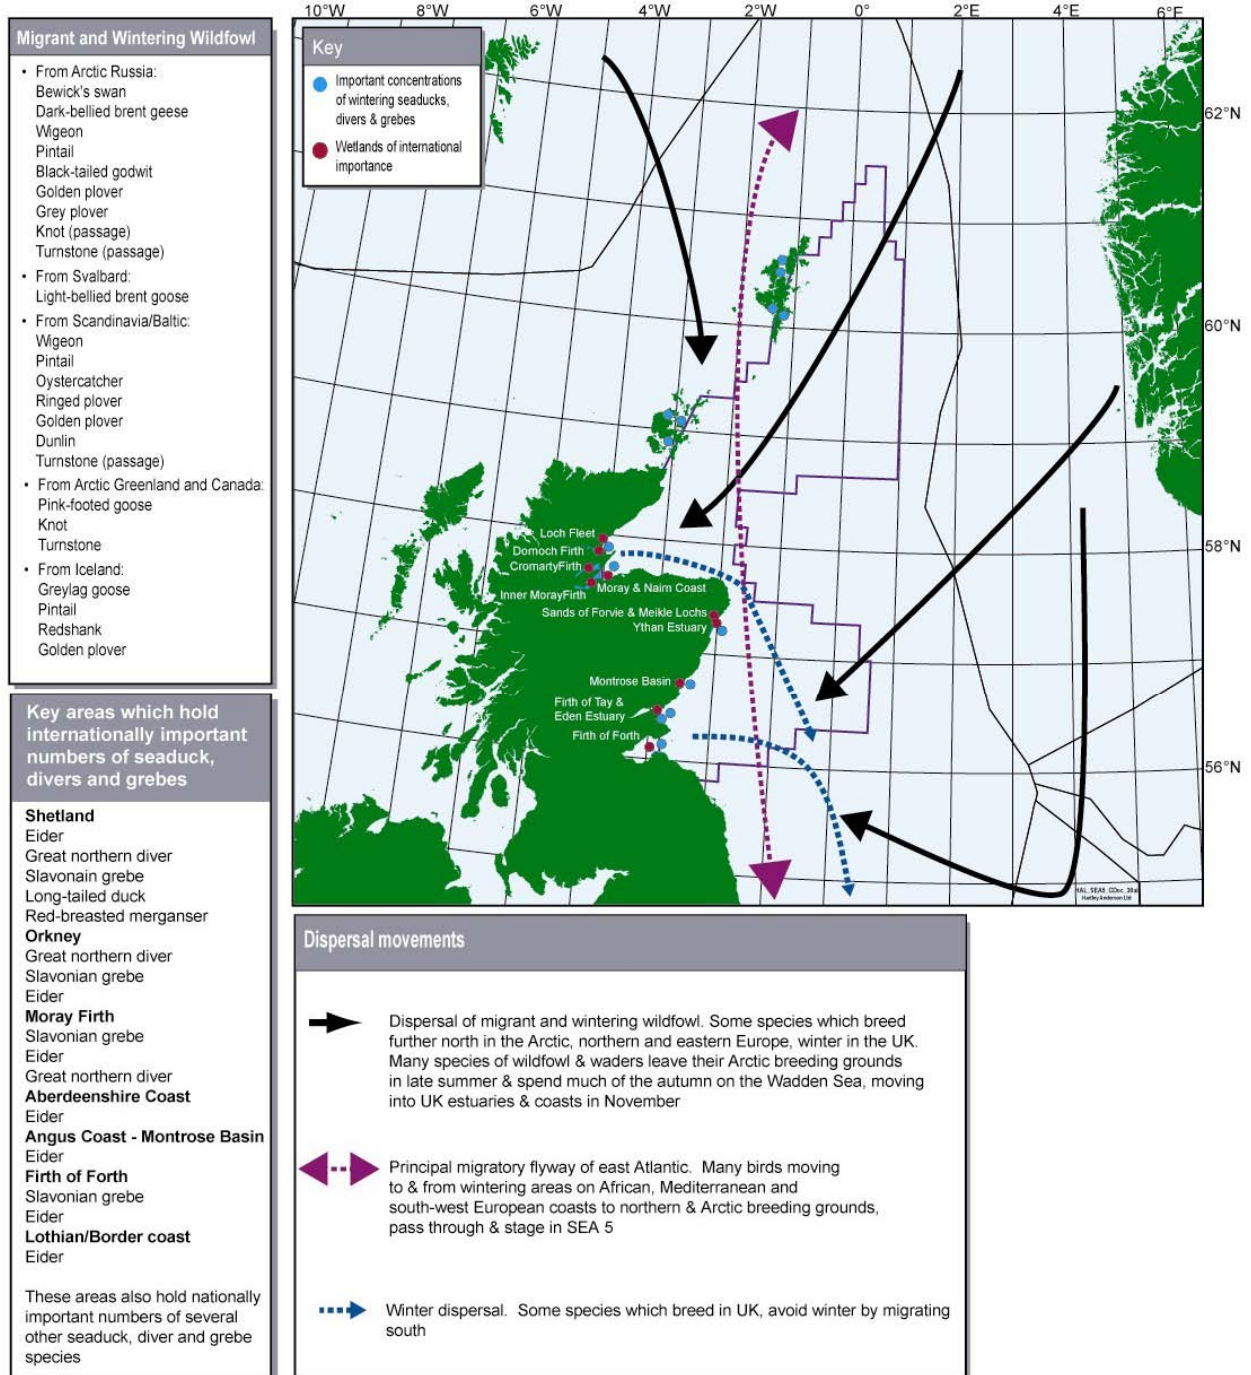 10°W 8°W 6°W 4°W 2°W 0° 2°E 4°E 6°E
Migrant and Wintering Wildfowl
• From Arctic Russia:
Bewick's swan
Dark-bellied brent geese
Wigeon
Pintail
Black-tailed godwit
Golden plover
Grey plover
Knot (passage)
Turnstone (passage)
• From Svalbard:
Light-bellied brent goose
• From Scandinavia/Baltic:
Wigeon
Pintail
Oystercatcher
Ringed plover
Golden plover
Dunlin
Turnstone (passage)
• From Arctic Greenland and Canada:
Pink-footed goose
Knot
Turnstone
• From Iceland:
Greylag goose
Pintail
Redshank
Golden plover
Key areas which hold
internationally important
numbers of seaduck,
divers and grebes
Shetland
Eider
Great northern diver
Slavonain grebe
Long-tailed duck
Red-breasted merganser
Orkney
Great northern diver
Slavonian grebe
Eider
Moray Firth
Slavonian grebe
Eider
Great northern diver
Aberdeenshire Coast
Eider
Angus Coast - Montrose Basin
Eider
Firth of Forth
Slavonian grebe
Eider
Lothian/Border coast
Eider
These areas also hold nationally
important numbers of several
other seaduck, diver and grebe
species
Key
Important concentrations
of wintering seaducks,
divers & grebes
Wetlands of international
importance
62°N
60°N
58°N
56°N
Loch Fleet
Dornoch Firth
CromartyFirth
Inner MorayFirth
Moray & Nairn Coast
Sands of Forvie & Meikle Lochs
Ythan Estuary
Montrose Basin
Firth of Tay &
Eden Estuary
Firth of Forth
Hartley Anderson Ltd
Dispersal movements
Dispersal of migrant and wintering wildfowl. Some species which breed
further north in the Arctic, northern and eastern Europe, winter in the UK.
Many species of wildfowl & waders leave their Arctic breeding grounds
in late summer & spend much of the autumn on the Wadden Sea, moving
into UK estuaries & coasts in November
Principal migratory flyway of east Atlantic. Many birds moving
to & from wintering areas on African, Mediterranean and
south-west European coasts to northern & Arctic breeding grounds,
pass through & stage in SEA 5
Winter dispersal. Some species which breed in UK, avoid winter by migrating
south